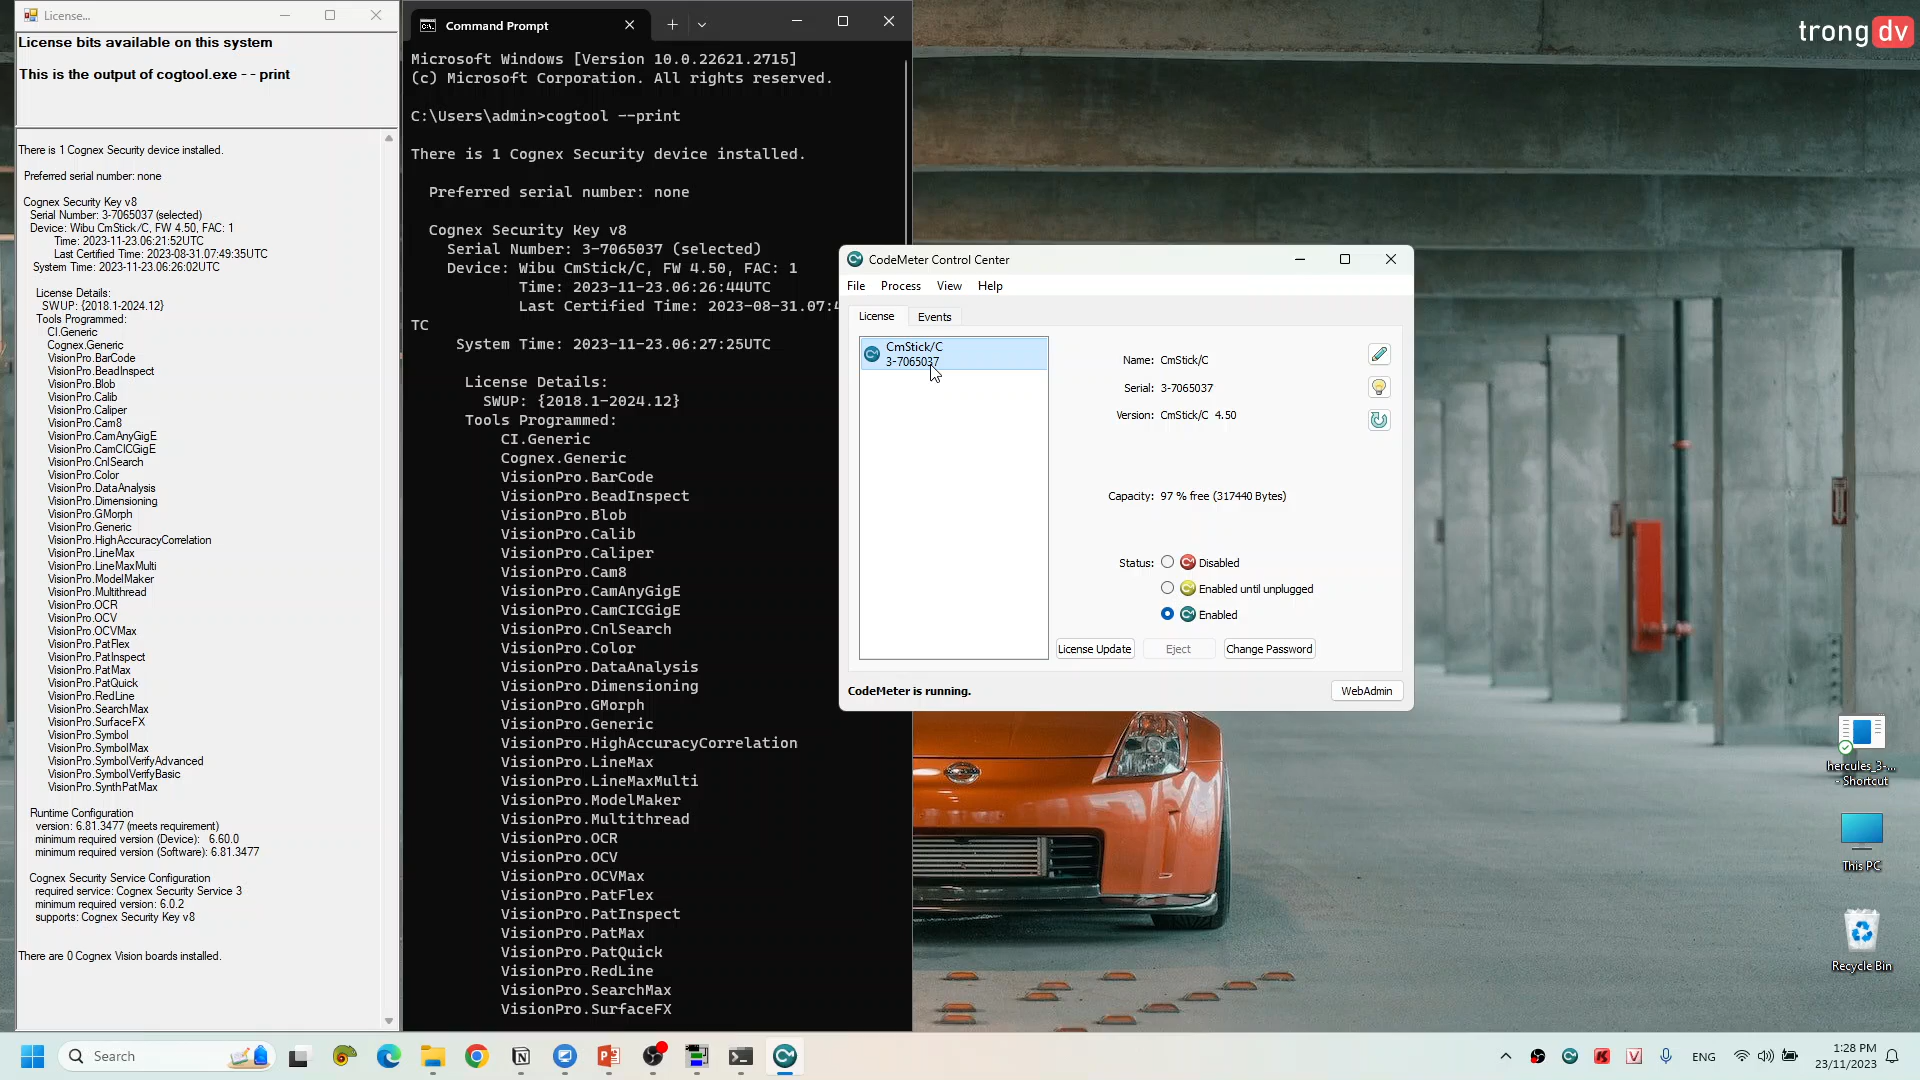 License...
License bits available on this system
This is the output of cogtool.exe - - print
There is 1 Cognex Security device installed.
Preferred serial number: none
Cognex Security Key v8
Serial Number: 3-7065037 (selected)
Device: Wibu CmStick/C, FW 4.50, FAC: 1
Time: 2023-11-23.06:21:52UTC
Last Certified Time: 2023-08-31.07:49:35UTC
System Time: 2023-11-23.06:26:02UTC
License Details:
SWUP: {2018.1-2024.12}
Tools Programmed:
CI.Generic
Cognex.Generic
VisionPro.BarCode
VisionPro.BeadInspect
VisionPro.Blob
VisionPro.Calib
VisionPro.Caliper
VisionPro.Cam8
VisionPro.CamAnyGigE
VisionPro.CamCICGigE
VisionPro.CnlSearch
VisionPro.Color
VisionPro.DataAnalysis
VisionPro.Dimensioning
VisionPro.GMorph
VisionPro.Generic
VisionPro.HighAccuracyCorrelation
VisionPro.LineMax
VisionPro.LineMaxMulti
VisionPro.ModelMaker
VisionPro.Multithread
VisionPro.OCR
VisionPro.OCV
VisionPro.OCVMax
VisionPro.PatFlex
VisionPro.PatInspect
VisionPro.PatMax
VisionPro.PatQuick
VisionPro.RedLine
VisionPro.SearchMax
VisionPro.SurfaceFX
VisionPro.Symbol
VisionPro.SymbolMax
VisionPro.SymbolVerifyAdvanced
VisionPro.SymbolVerifyBasic
VisionPro.SynthPatMax
Runtime Configuration
version: 6.81.3477 (meets requirement)
minimum required version (Device): 6.60.0
minimum required version (Software): 6.81.3477
Cognex Security Service Configuration
required service: Cognex Security Service 3
minimum required version: 6.0.2
supports: Cognex Security Key v8
There are 0 Cognex Vision boards installed.
Command Prompt
Microsoft Windows [Version 10.0.22621.2715]
(c) Microsoft Corporation. All rights reserved.
C:\Users\admin>cogtool --print
There is 1 Cognex Security device installed.
Preferred serial number: none
Cognex Security Key v8
Serial Number: 3-7065037 (selected)
Device: Wibu CmStick/C, FW 4.50, FAC: 1
Time: 2023-11-23.06:26:44UTC
Last Certified Time: 2023-08-31.07:4
TC
System Time: 2023-11-23.06:27:25UTC
License Details:
SWUP: {2018.1-2024.12}
Tools Programmed:
CI.Generic
Cognex.Generic
VisionPro.BarCode
VisionPro.BeadInspect
VisionPro.Blob
VisionPro.Calib
VisionPro.Caliper
VisionPro.Cam8
VisionPro.CamAnyGigE
VisionPro.CamCICGigE
VisionPro.CnlSearch
VisionPro.Color
VisionPro.DataAnalysis
VisionPro.Dimensioning
VisionPro.GMorph
VisionPro.Generic
VisionPro.HighAccuracyCorrelation
VisionPro.LineMax
VisionPro.LineMaxMulti
VisionPro.ModelMaker
VisionPro.Multithread
VisionPro.OCR
VisionPro.OCV
VisionPro.OCVMax
VisionPro.PatFlex
VisionPro.PatInspect
VisionPro.PatMax
VisionPro.PatQuick
VisionPro.RedLine
VisionPro.SearchMax
VisionPro.SurfaceFX
CodeMeter Control Center
File Process View Help
License Events
CmStick/C
3-7065037
Name: CmStick/C
Serial: 3-7065037
Version: CmStick/C 4.50
Capacity: 97 % free (317440 Bytes)
Status: Disabled
Enabled until unplugged
Enabled
License Update Eject Change Password
CodeMeter is running.
WebAdmin
trong dv
hercules_3-...
- Shortcut
This PC
Recycle Bin
Search
ENG
1:28 PM
23/11/2023